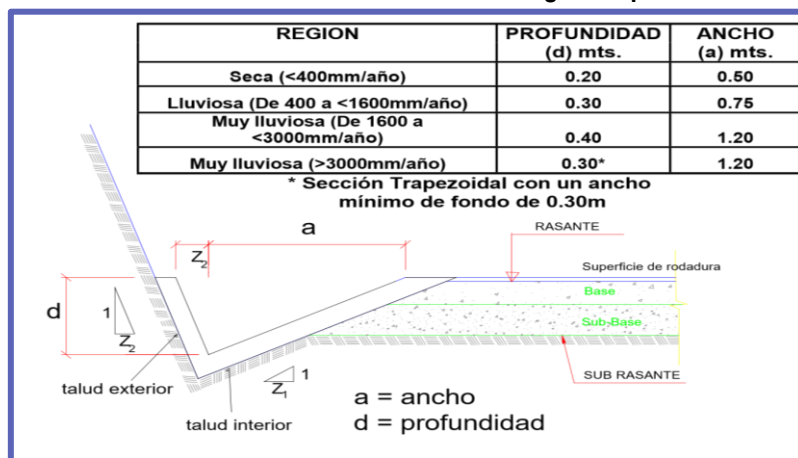 REGION PROFUNDIDAD (d) mts. ANCHO (a) mts.
Seca (<400mm/año) 0.20 0.50
Lluviosa (De 400 a <1600mm/año) 0.30 0.75
Muy lluviosa (De 1600 a <3000mm/año) 0.40 1.20
Muy lluviosa (>3000mm/año) 0.30* 1.20
* Sección Trapezoidal con un ancho
mínimo de fondo de 0.30m
a
RASANTE
Z2
Superficie de rodadura
Base
d
1
Z2
Sub-Base
talud exterior
Z1
1
SUB RASANTE
talud interior
a = ancho
d = profundidad